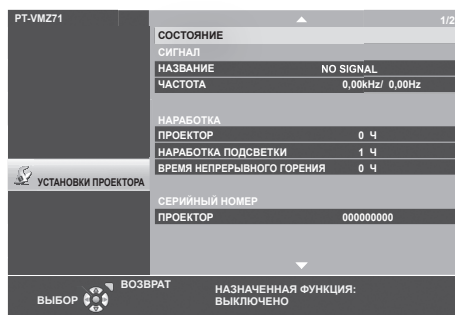 PT-VMZ71
1/2
СОСТОЯНИЕ
СИГНАЛ
НАЗВАНИЕ NO SIGNAL
ЧАСТОТА 0,00kHz/ 0,00Hz
НАРАБОТКА
ПРОЕКТОР 0 Ч
НАРАБОТКА ПОДСВЕТКИ 1 Ч
ВРЕМЯ НЕПРЕРЫВНОГО ГОРЕНИЯ 0 Ч
УСТАНОВКИ ПРОЕКТОРА
СЕРИЙНЫЙ НОМЕР
ПРОЕКТОР 000000000
ВОЗВРАТ
ВЫБОР
НАЗНАЧЕННАЯ ФУНКЦИЯ:
ВЫКЛЮЧЕНО